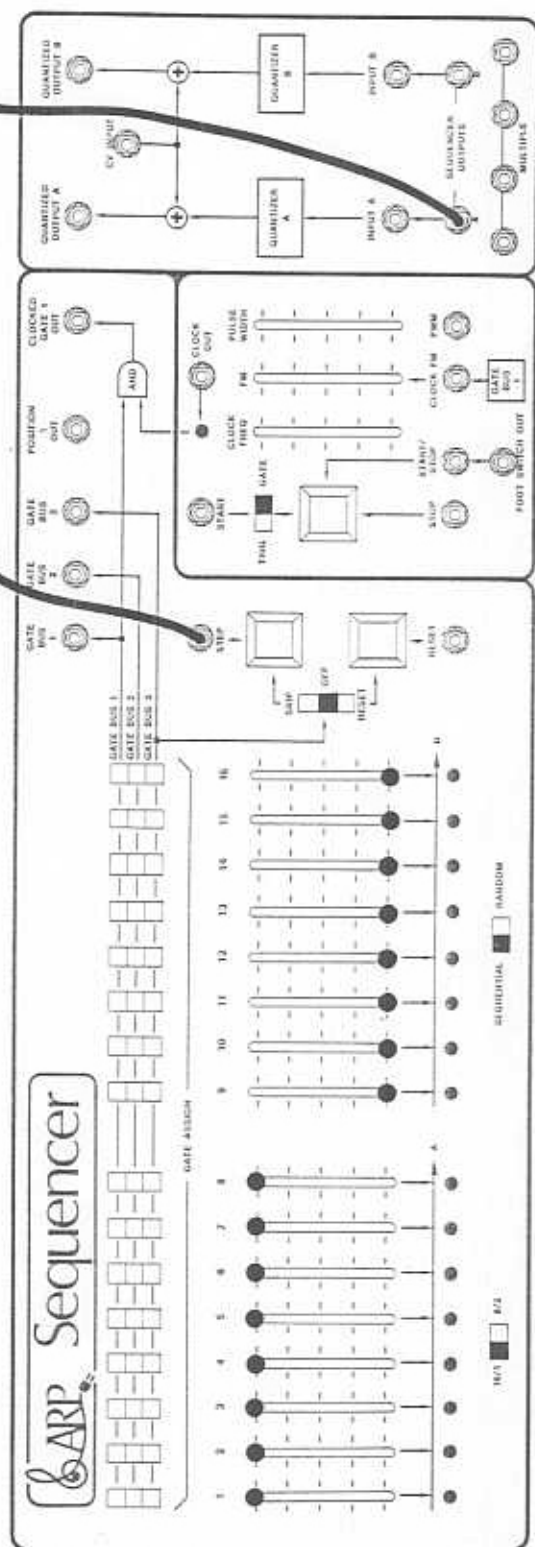 ARP Sequencer
GATE ASSIGN
GATE BUS 1
GATE BUS 2
GATE BUS 3
1 2 3 4 5 6 7 8
9 10 11 12 13 14 15 16
A
B
16/1 8/2
SEQUENTIAL RANDOM
GATE BUS 1
GATE BUS 2
GATE BUS 3
POSITION 1 OUT
CLOCKED GATE 1 OUT
AND
STEP
SKIP
OFF
RESET
RESET
START
TRIG GATE
STOP
START/STOP
FOOT SWITCH OUT
CLOCK OUT
CLOCK FREQ
FM
PULSE WIDTH
CLOCK FM
PWM
GATE BUS
QUANTIZED OUTPUT A
QUANTIZED OUTPUT B
CV INPUT
+
+
QUANTIZER A
QUANTIZER B
INPUT A
INPUT B
A
B
SEQUENCER OUTPUTS
MULTIPLE